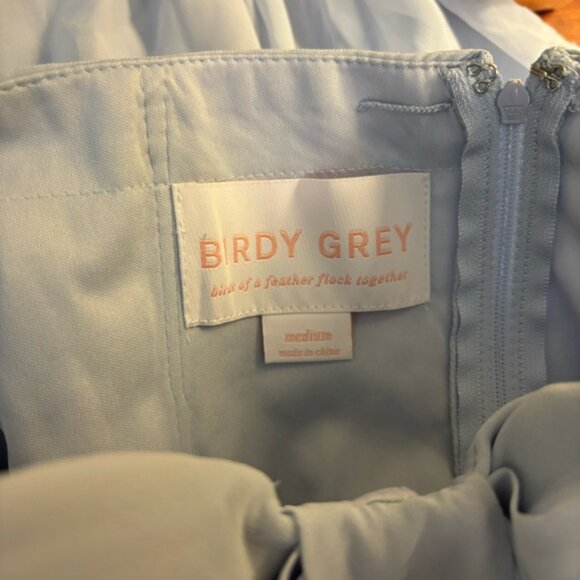 BIRDY GREY
birds of a feather flock together
medium
made in china